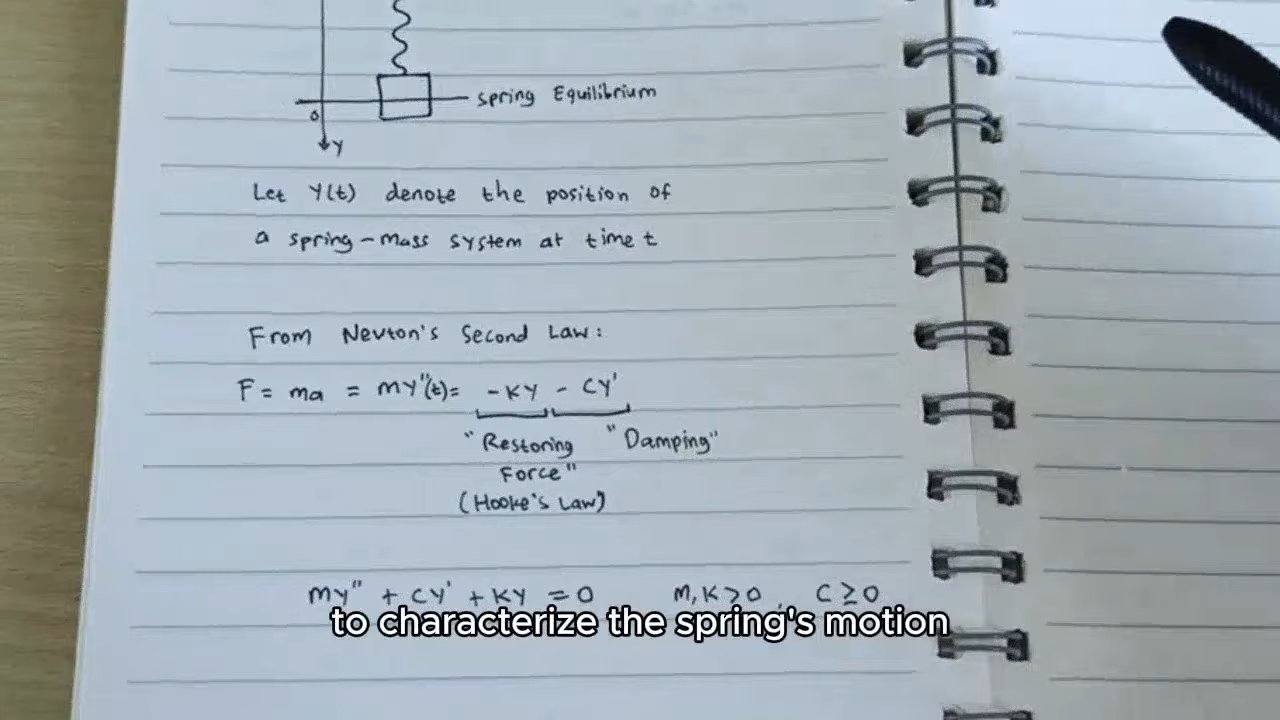 spring Equilibrium
0
Y
Let Y(t) denote the position of
a spring-mass system at time t
From Newton's Second Law:
F = ma = my"(t)= -ky - cy'
"Restoring Force" (Hooke's Law)
"Damping"
my" + cy' + ky = 0 m, k > 0, c ≥ 0
to characterize the spring's motion